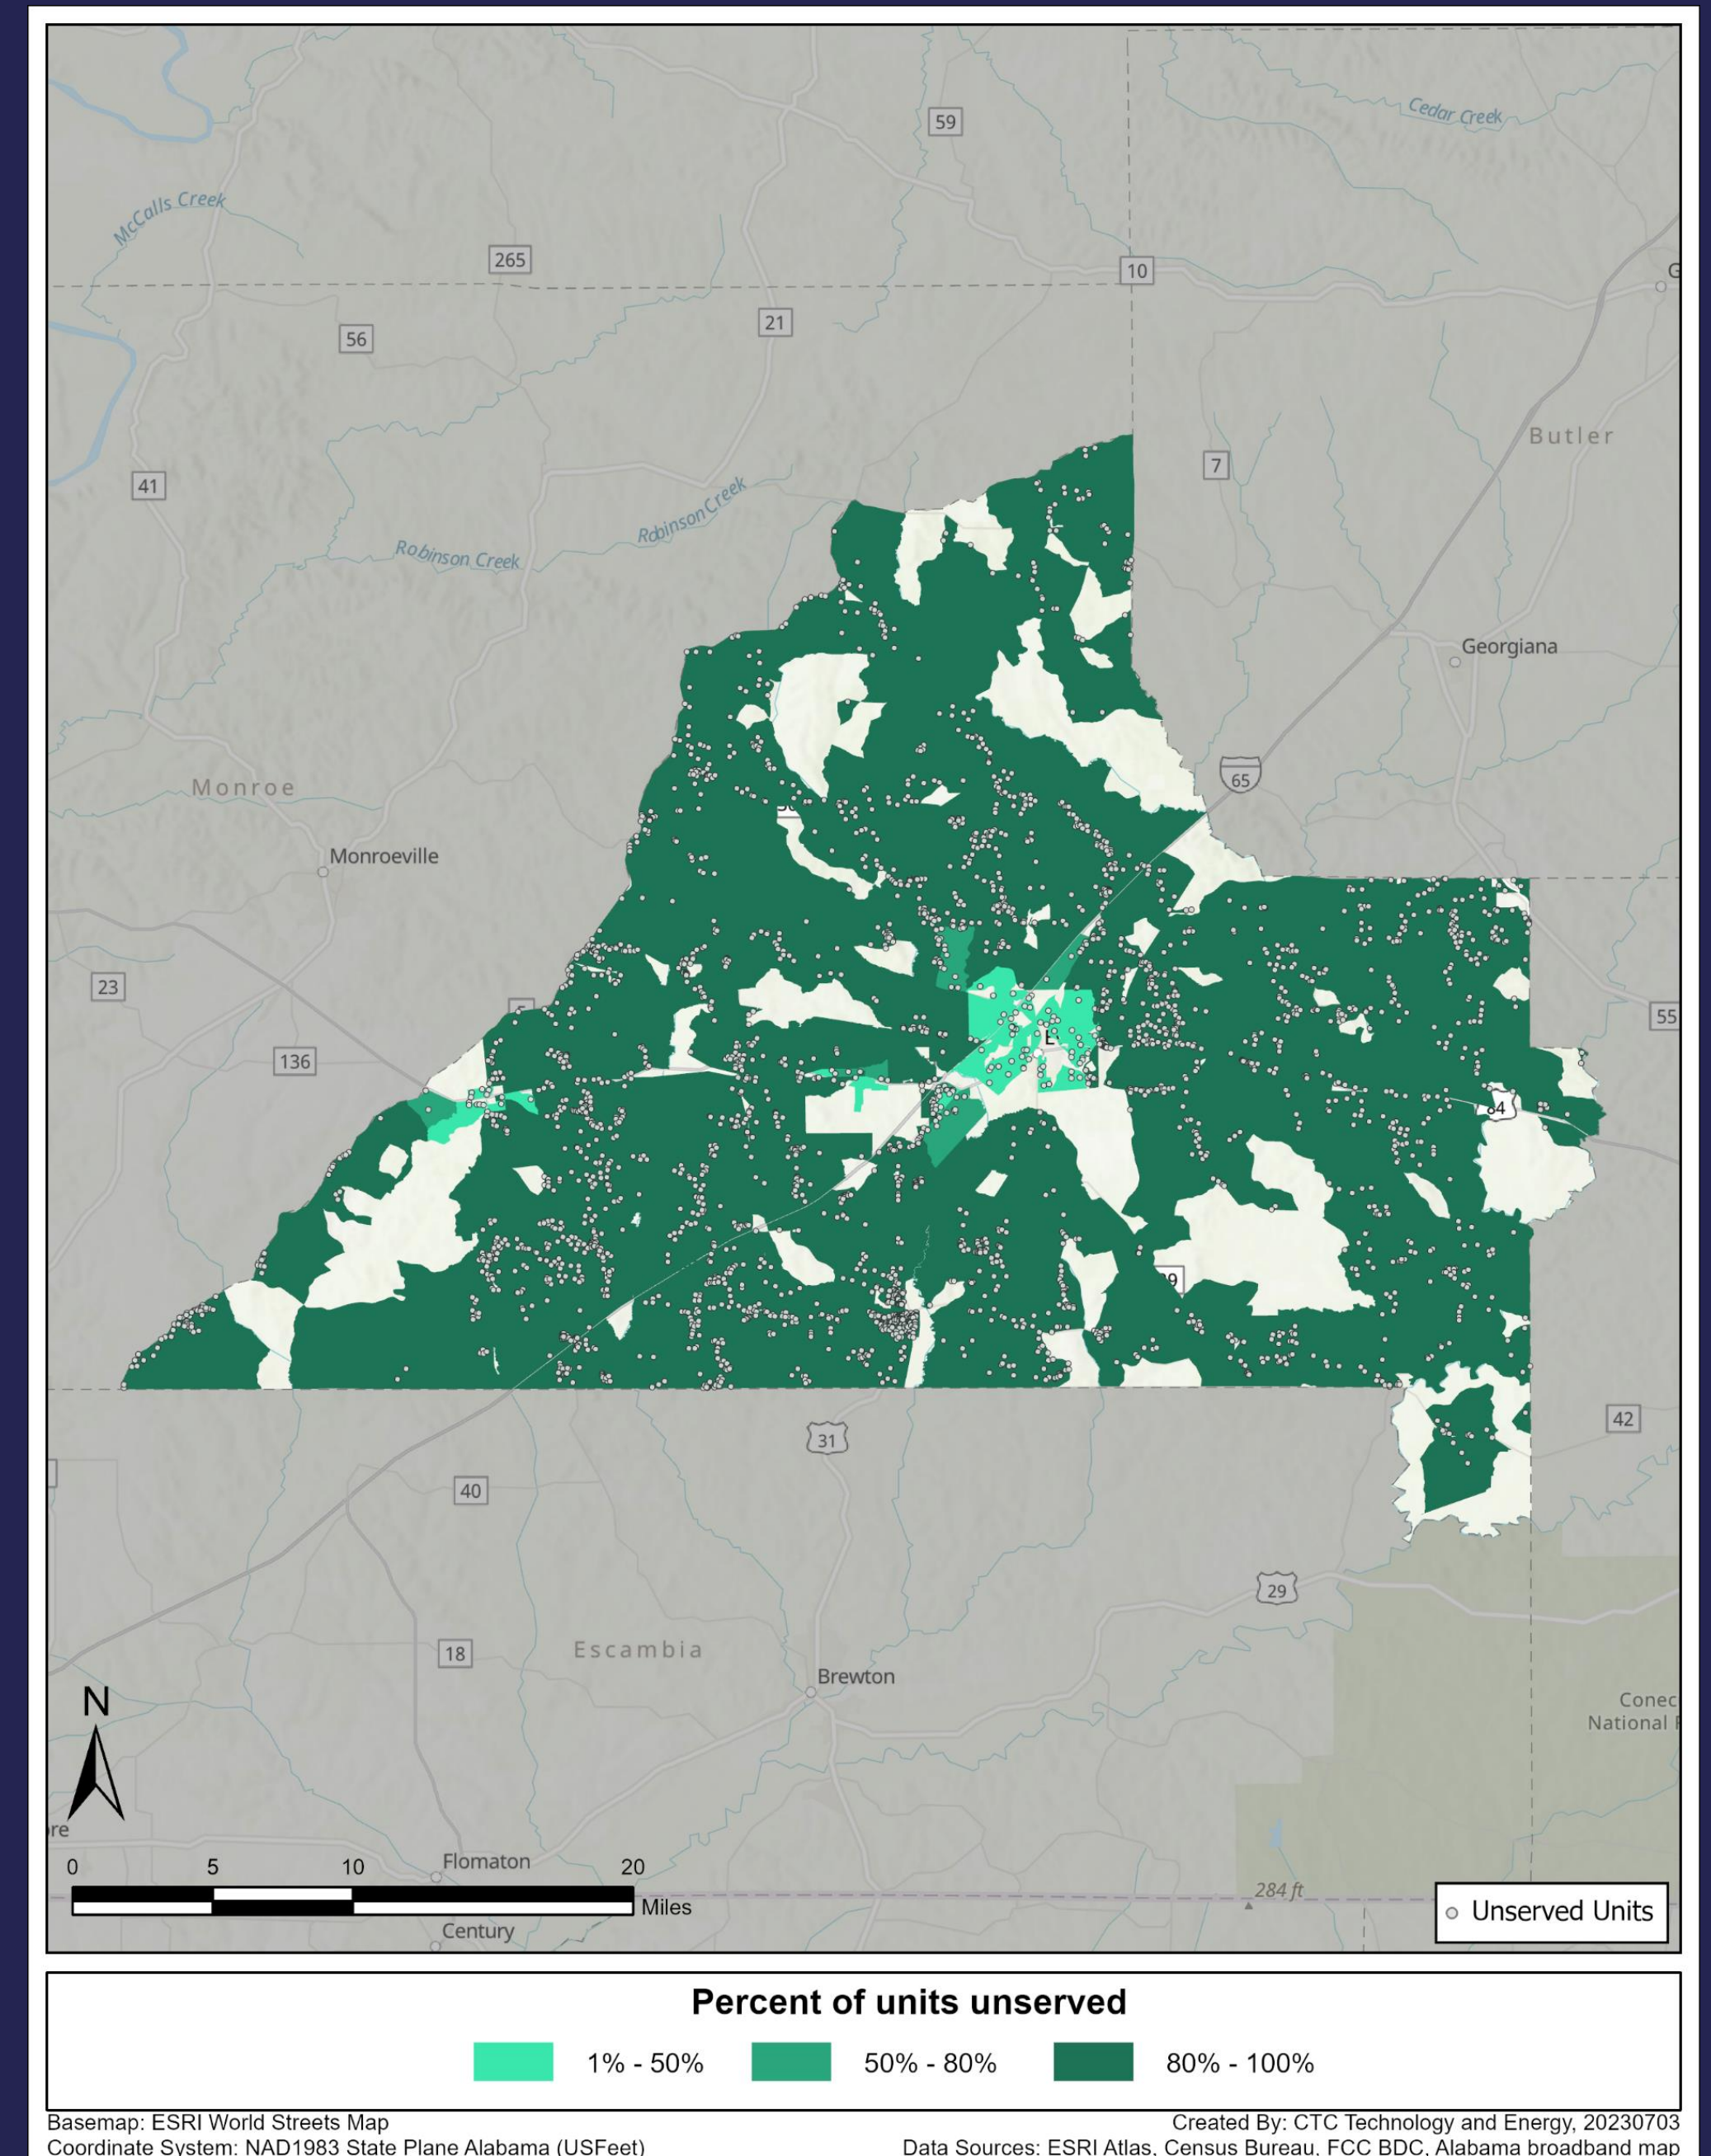 Cedar Creek
59
McCalls Creek
265
10
G
21
56
Butler
7
41
Robinson Creek
Robinson Creek
Georgiana
65
Monroe
Monroeville
23
55
136
84
31
42
40
29
18
Escambia
Brewton
N
Conec
National F
re
0 5 10 20
Miles
Flomaton
284 ft
Century
Unserved Units
Percent of units unserved
1% - 50% 50% - 80% 80% - 100%
Basemap: ESRI World Streets Map
Created By: CTC Technology and Energy, 20230703
Coordinate System: NAD1983 State Plane Alabama (USFeet)
Data Sources: ESRI Atlas, Census Bureau, FCC BDC, Alabama broadband map